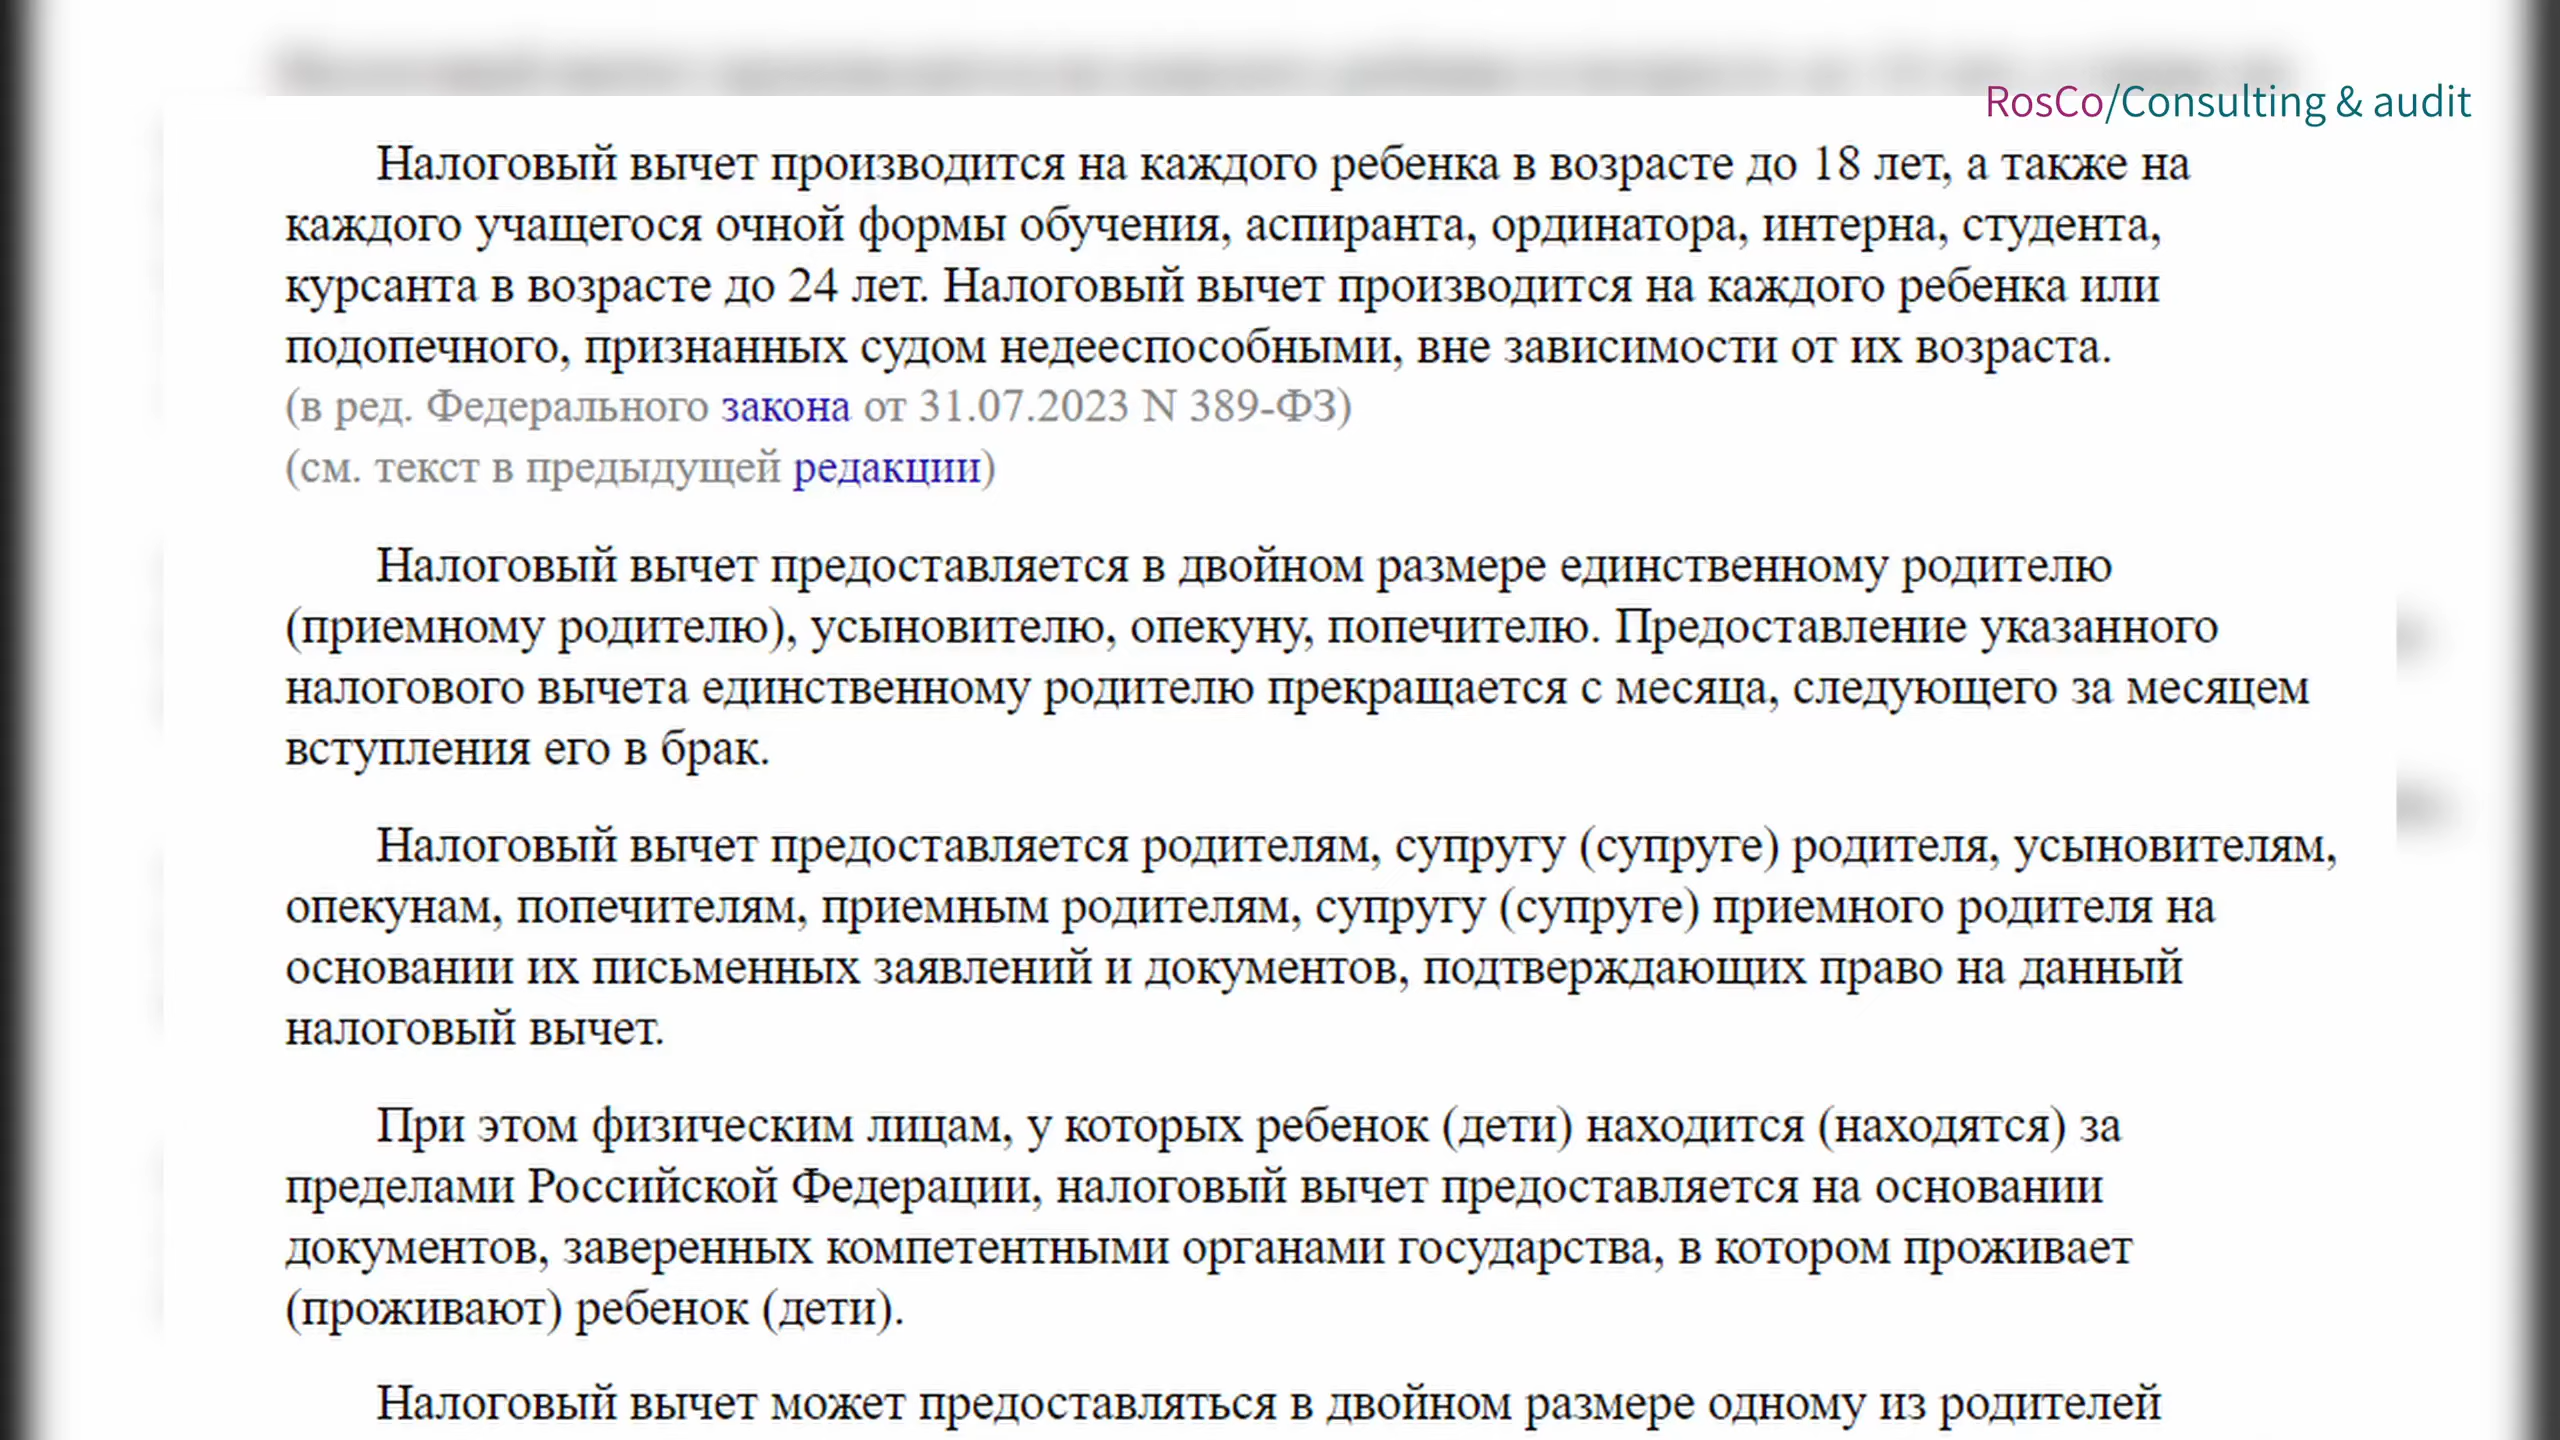 RosCo/Consulting & audit
Налоговый вычет производится на каждого ребенка в возрасте до 18 лет, а также на
каждого учащегося очной формы обучения, аспиранта, ординатора, интерна, студента,
курсанта в возрасте до 24 лет. Налоговый вычет производится на каждого ребенка или
подопечного, признанных судом недееспособными, вне зависимости от их возраста.
(в ред. Федерального закона от 31.07.2023 N 389-ФЗ)
(см. текст в предыдущей редакции)
Налоговый вычет предоставляется в двойном размере единственному родителю
(приемному родителю), усыновителю, опекуну, попечителю. Предоставление указанного
налогового вычета единственному родителю прекращается с месяца, следующего за месяцем
вступления его в брак.
Налоговый вычет предоставляется родителям, супругу (супруге) родителя, усыновителям,
опекунам, попечителям, приемным родителям, супругу (супруге) приемного родителя на
основании их письменных заявлений и документов, подтверждающих право на данный
налоговый вычет.
При этом физическим лицам, у которых ребенок (дети) находится (находятся) за
пределами Российской Федерации, налоговый вычет предоставляется на основании
документов, заверенных компетентными органами государства, в котором проживает
(проживают) ребенок (дети).
Налоговый вычет может предоставляться в двойном размере одному из родителей